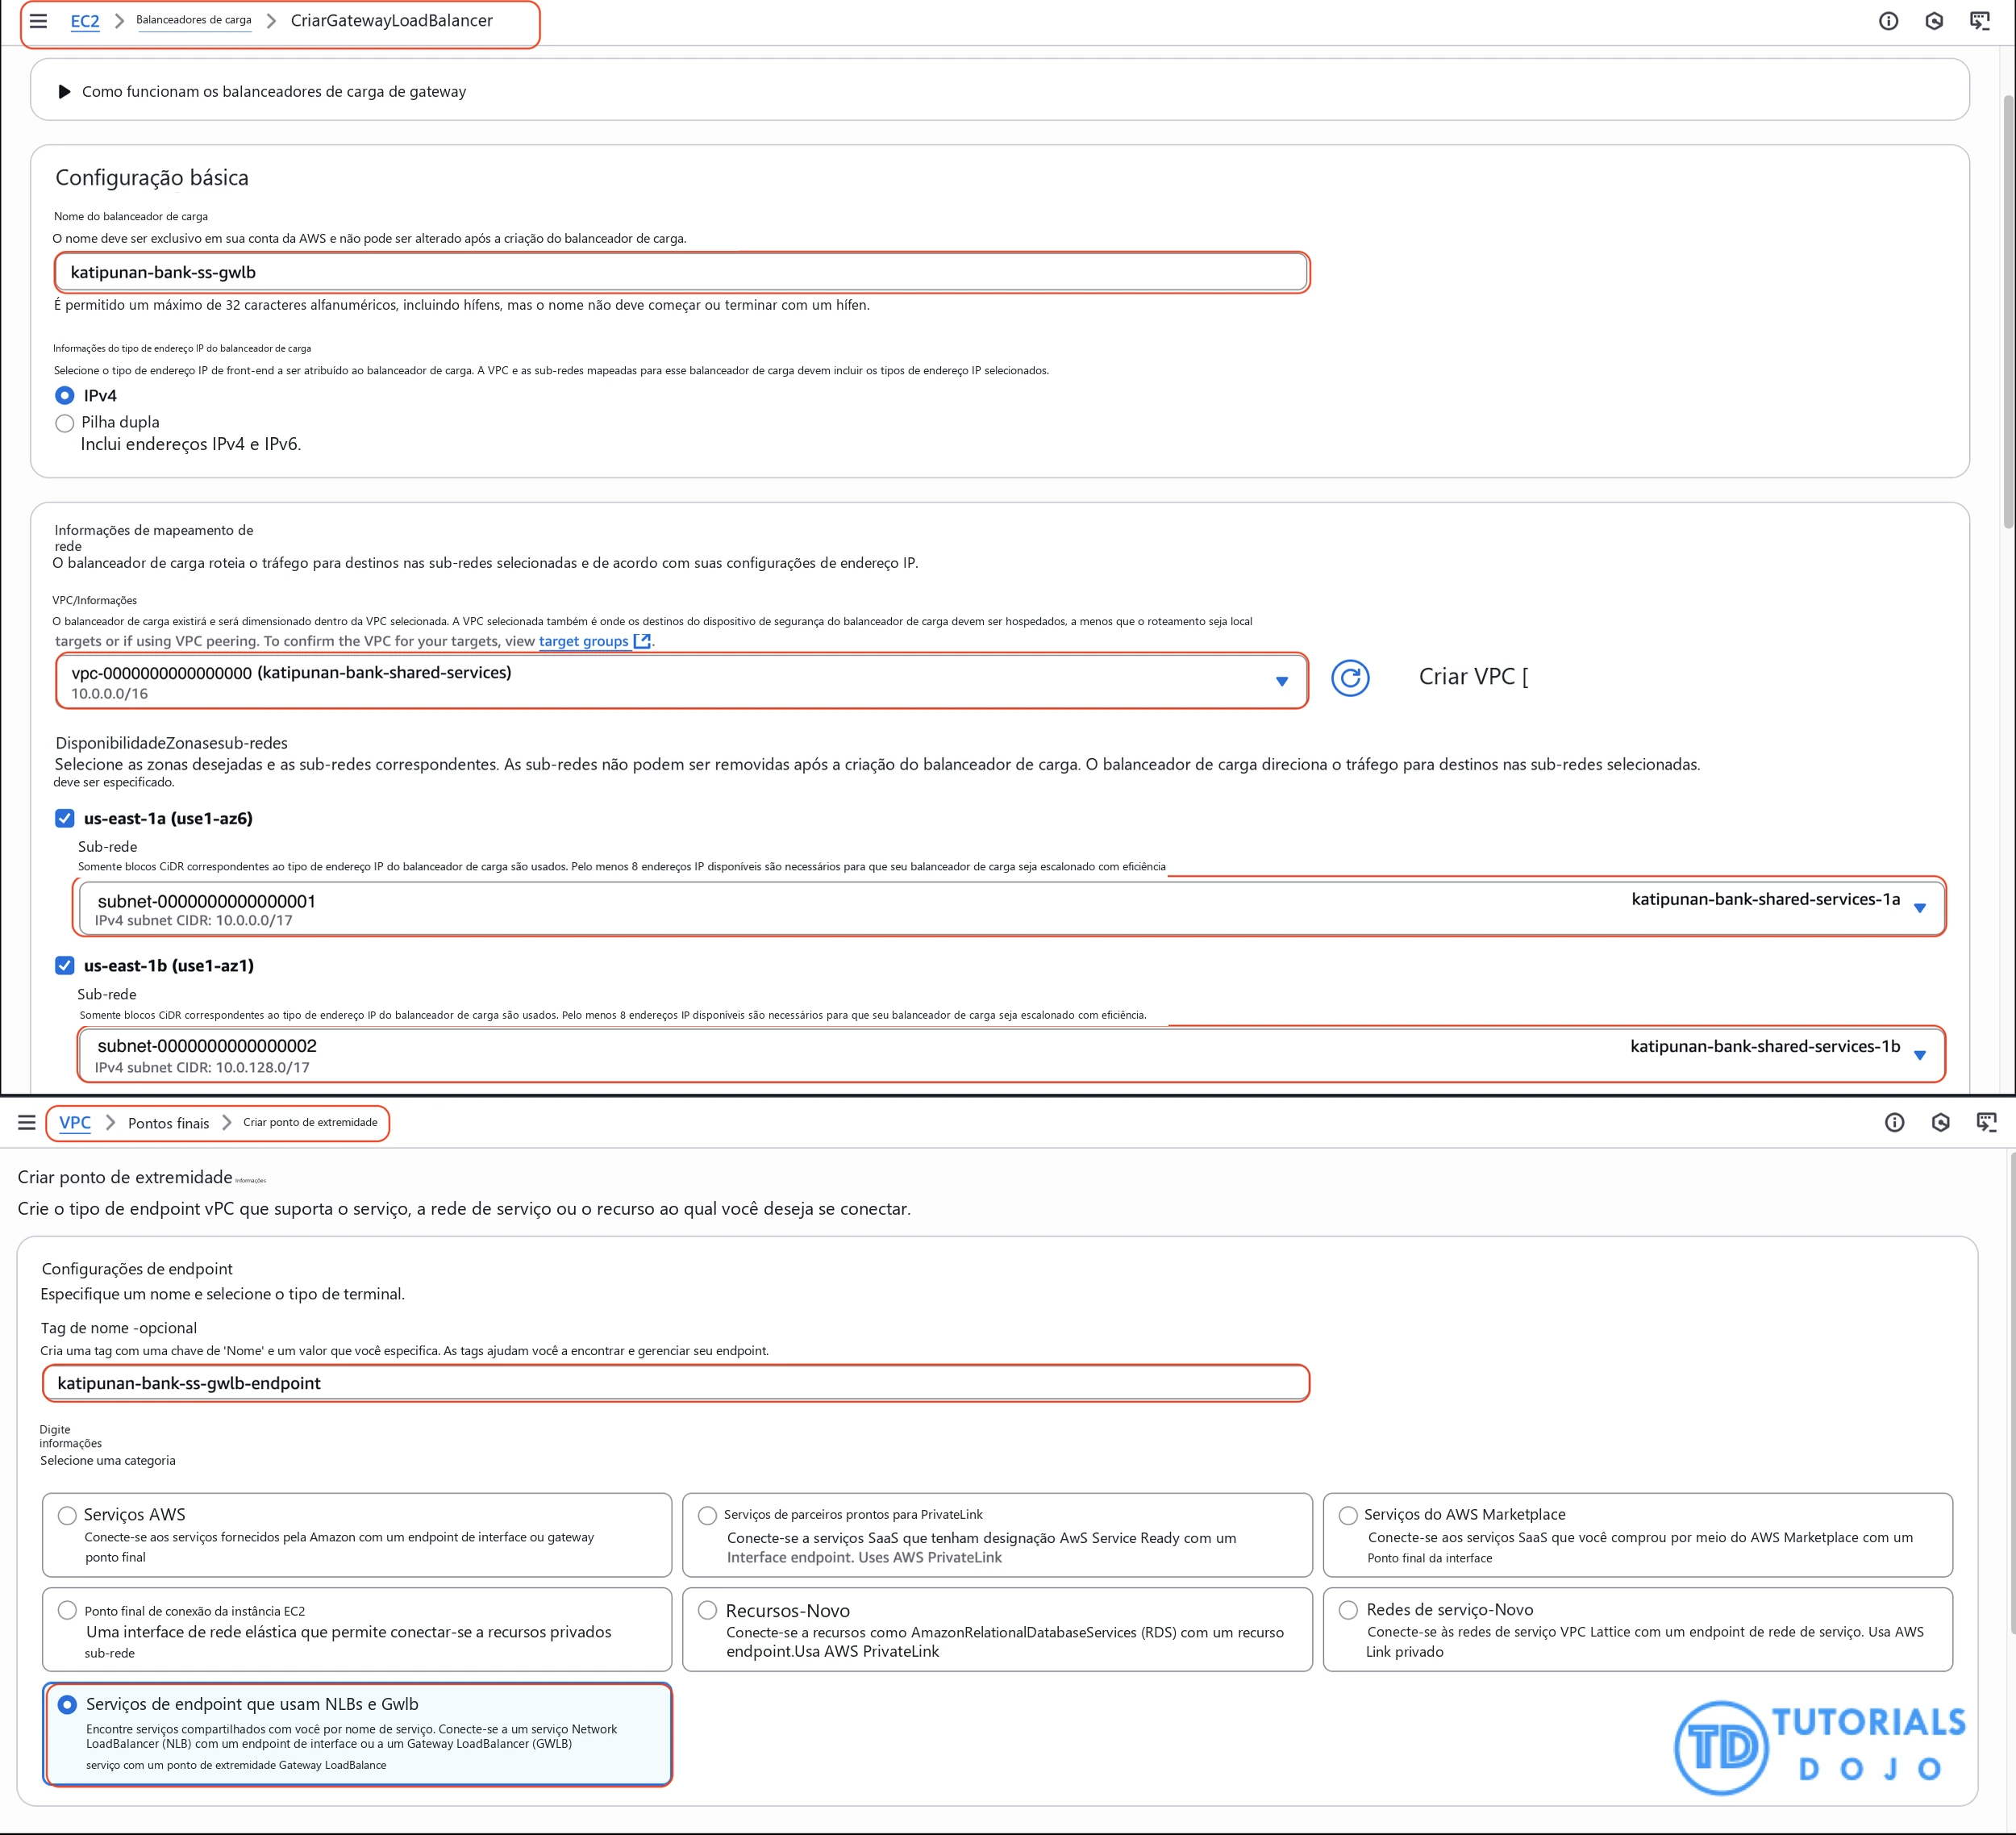 EC2 Balanceadores de carga CriarGatewayLoadBalancer
Como funcionam os balanceadores de carga de gateway
Configuração básica
Nome do balanceador de carga
O nome deve ser exclusivo em sua conta da AWS e não pode ser alterado após a criação do balanceador de carga.
katipunan-bank-ss-gwlb
É permitido um máximo de 32 caracteres alfanuméricos, incluindo hífens, mas o nome não deve começar ou terminar com um hífen.
Informações do tipo de endereço IP do balanceador de carga
Selecione o tipo de endereço IP de front-end a ser atribuído ao balanceador de carga. A VPC e as sub-redes mapeadas para esse balanceador de carga devem incluir os tipos de endereço IP selecionados.
IPv4
Pilha dupla
Inclui endereços IPv4 e IPv6.
Informações de mapeamento de
rede
O balanceador de carga roteia o tráfego para destinos nas sub-redes selecionadas e de acordo com suas configurações de endereço IP.
VPC/Informações
O balanceador de carga existirá e será dimensionado dentro da VPC selecionada. A VPC selecionada também é onde os destinos do dispositivo de segurança do balanceador de carga devem ser hospedados, a menos que o roteamento seja local
targets or if using VPC peering. To confirm the VPC for your targets, view target groups.
vpc-0000000000000000 (katipunan-bank-shared-services)
10.0.0.0/16
Criar VPC [
DisponibilidadeZonasesub-redes
Selecione as zonas desejadas e as sub-redes correspondentes. As sub-redes não podem ser removidas após a criação do balanceador de carga. O balanceador de carga direciona o tráfego para destinos nas sub-redes selecionadas.
deve ser especificado.
us-east-1a (use1-az6)
Sub-rede
Somente blocos CiDR correspondentes ao tipo de endereço IP do balanceador de carga são usados. Pelo menos 8 endereços IP disponíveis são necessários para que seu balanceador de carga seja escalonado com eficiência
subnet-0000000000000001 katipunan-bank-shared-services-1a
IPv4 subnet CIDR: 10.0.0.0/17
us-east-1b (use1-az1)
Sub-rede
Somente blocos CiDR correspondentes ao tipo de endereço IP do balanceador de carga são usados. Pelo menos 8 endereços IP disponíveis são necessários para que seu balanceador de carga seja escalonado com eficiência.
subnet-0000000000000002 katipunan-bank-shared-services-1b
IPv4 subnet CIDR: 10.0.128.0/17
VPC Pontos finais Criar ponto de extremidade
Criar ponto de extremidade Informações
Crie o tipo de endpoint vPC que suporta o serviço, a rede de serviço ou o recurso ao qual você deseja se conectar.
Configurações de endpoint
Especifique um nome e selecione o tipo de terminal.
Tag de nome -opcional
Cria uma tag com uma chave de 'Nome' e um valor que você especifica. As tags ajudam você a encontrar e gerenciar seu endpoint.
katipunan-bank-ss-gwlb-endpoint
Digite
informações
Selecione uma categoria
Serviços AWS
Conecte-se aos serviços fornecidos pela Amazon com um endpoint de interface ou gateway
ponto final
Serviços de parceiros prontos para PrivateLink
Conecte-se a serviços SaaS que tenham designação AwS Service Ready com um
Interface endpoint. Uses AWS PrivateLink
Serviços do AWS Marketplace
Conecte-se aos serviços SaaS que você comprou por meio do AWS Marketplace com um
Ponto final da interface
Ponto final de conexão da instância EC2
Uma interface de rede elástica que permite conectar-se a recursos privados
sub-rede
Recursos-Novo
Conecte-se a recursos como AmazonRelationalDatabaseServices (RDS) com um recurso
endpoint.Usa AWS PrivateLink
Redes de serviço-Novo
Conecte-se às redes de serviço VPC Lattice com um endpoint de rede de serviço. Usa AWS
Link privado
Serviços de endpoint que usam NLBs e Gwlb
Encontre serviços compartilhados com você por nome de serviço. Conecte-se a um serviço Network
LoadBalancer (NLB) com um endpoint de interface ou a um Gateway LoadBalancer (GWLB)
serviço com um ponto de extremidade Gateway LoadBalance
TD TUTORIALS
DOJO